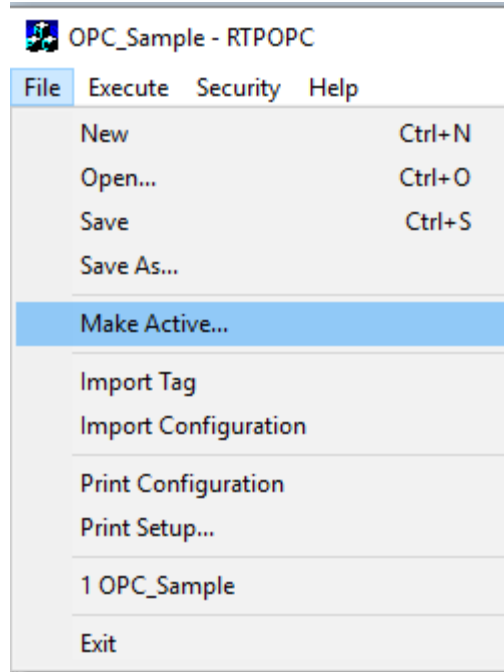 OPC_Sample - RTPOPC
File Execute Security Help
New Ctrl+N
Open... Ctrl+O
Save Ctrl+S
Save As...
Make Active...
Import Tag
Import Configuration
Print Configuration
Print Setup...
1 OPC_Sample
Exit